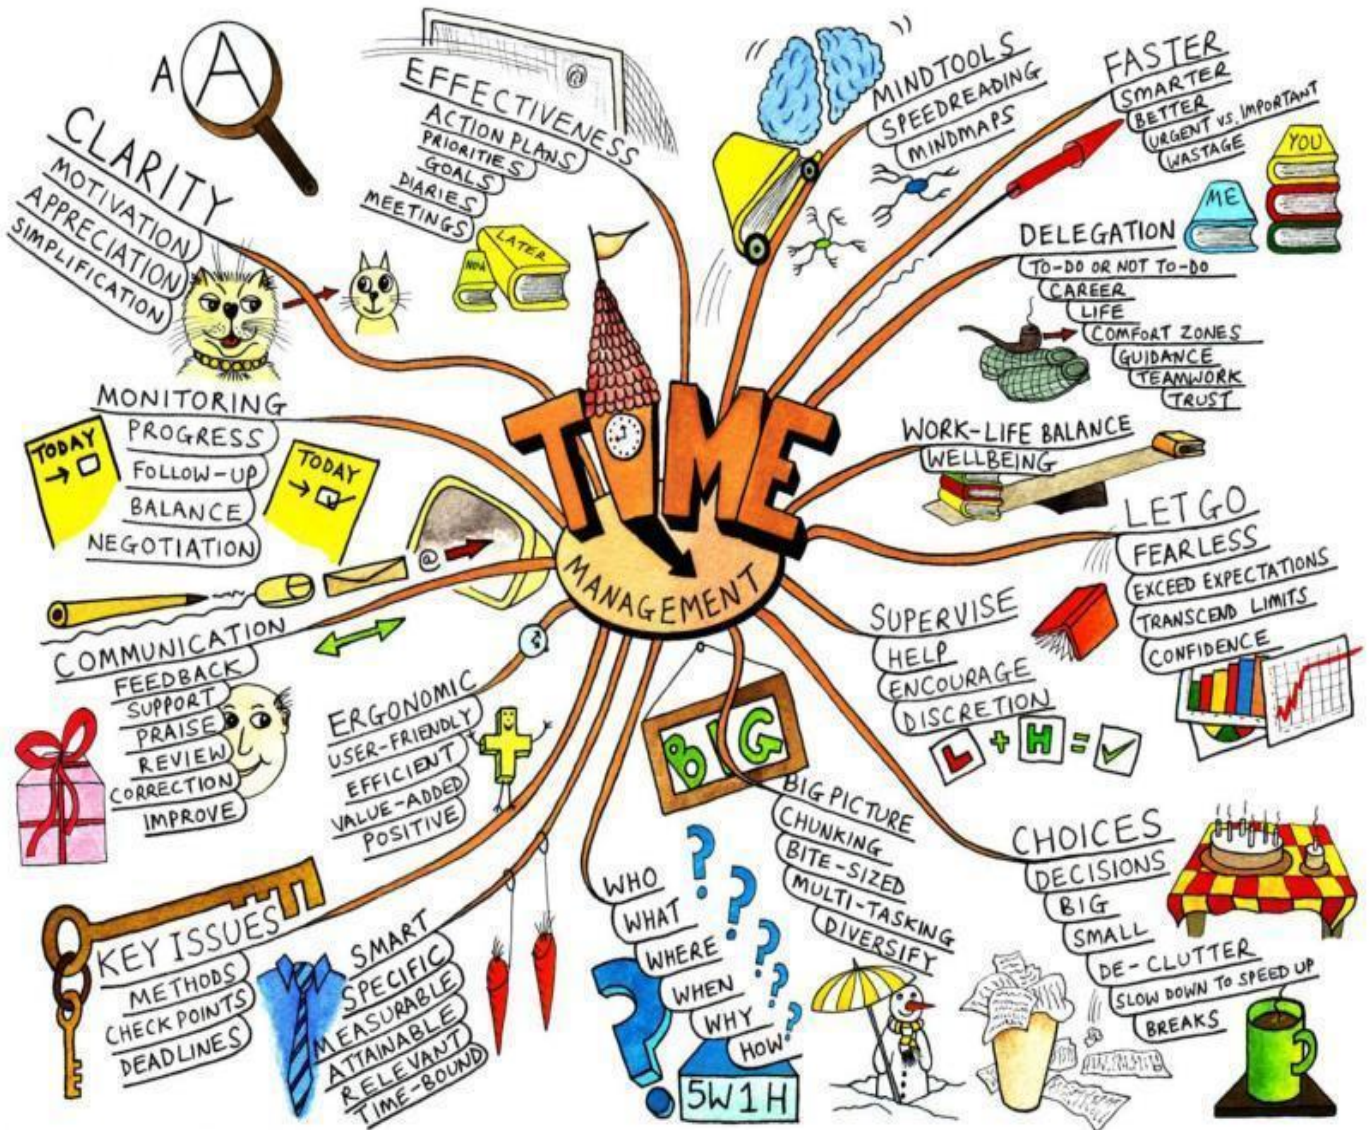 TIME
MANAGEMENT
A A
CLARITY
MOTIVATION
APPRECIATION
SIMPLIFICATION
EFFECTIVENESS
ACTION PLANS
PRIORITIES
GOALS
DIARIES
MEETINGS
NOW
LATER
MINDTOOLS
SPEEDREADING
MINDMAPS
FASTER
SMARTER
BETTER
URGENT VS. IMPORTANT
WASTAGE
YOU
ME
DELEGATION
TO-DO OR NOT TO-DO
CAREER
LIFE
COMFORT ZONES
GUIDANCE
TEAMWORK
TRUST
WORK-LIFE BALANCE
WELLBEING
LET GO
FEARLESS
EXCEED EXPECTATIONS
TRANSCEND LIMITS
CONFIDENCE
SUPERVISE
HELP
ENCOURAGE
DISCRETION
L + H = ✓
CHOICES
DECISIONS
BIG
SMALL
DE-CLUTTER
SLOW DOWN TO SPEED UP
BREAKS
BIG
BIG PICTURE
CHUNKING
BITE-SIZED
MULTI-TASKING
DIVERSIFY
WHO
WHAT
WHERE
WHEN
WHY
HOW
? ? ? ? ? ? ?
5W1H
SMART
SPECIFIC
MEASURABLE
ATTAINABLE
RELEVANT
TIME-BOUND
KEY ISSUES
METHODS
CHECKPOINTS
DEADLINES
ERGONOMIC
USER-FRIENDLY
EFFICIENT
VALUE-ADDED
POSITIVE
COMMUNICATION
FEEDBACK
SUPPORT
PRAISE
REVIEW
CORRECTION
IMPROVE
@
MONITORING
PROGRESS
FOLLOW-UP
BALANCE
NEGOTIATION
TODAY
→ □
TODAY
→ ☑